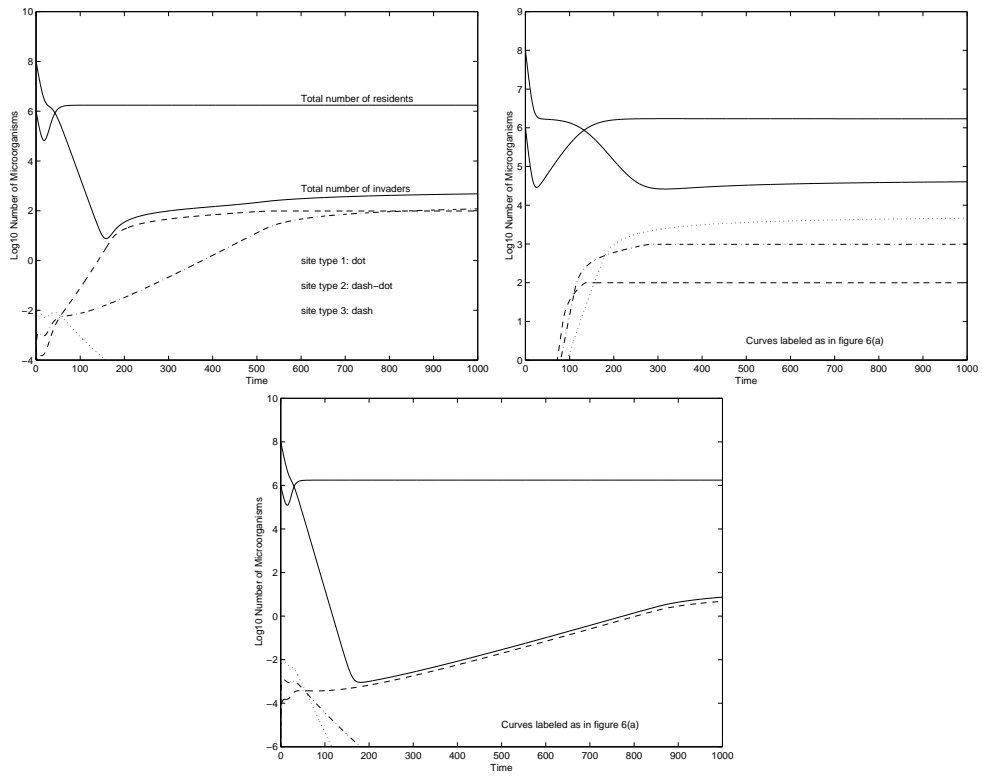 10
8
6
4
2
0
−2
−4
0 100 200 300 400 500 600 700 800 900 1000
Time
Log10 Number of Microorganisms
Total number of residents
Total number of invaders
site type 1: dot
site type 2: dash−dot
site type 3: dash
9
8
7
6
5
4
3
2
1
0
0 100 200 300 400 500 600 700 800 900 1000
Time
Log10 Number of Microorganisms
Curves labeled as in figure 6(a)
10
8
6
4
2
0
−2
−4
−6
0 100 200 300 400 500 600 700 800 900 1000
Time
Log10 Number of Microorganisms
Curves labeled as in figure 6(a)